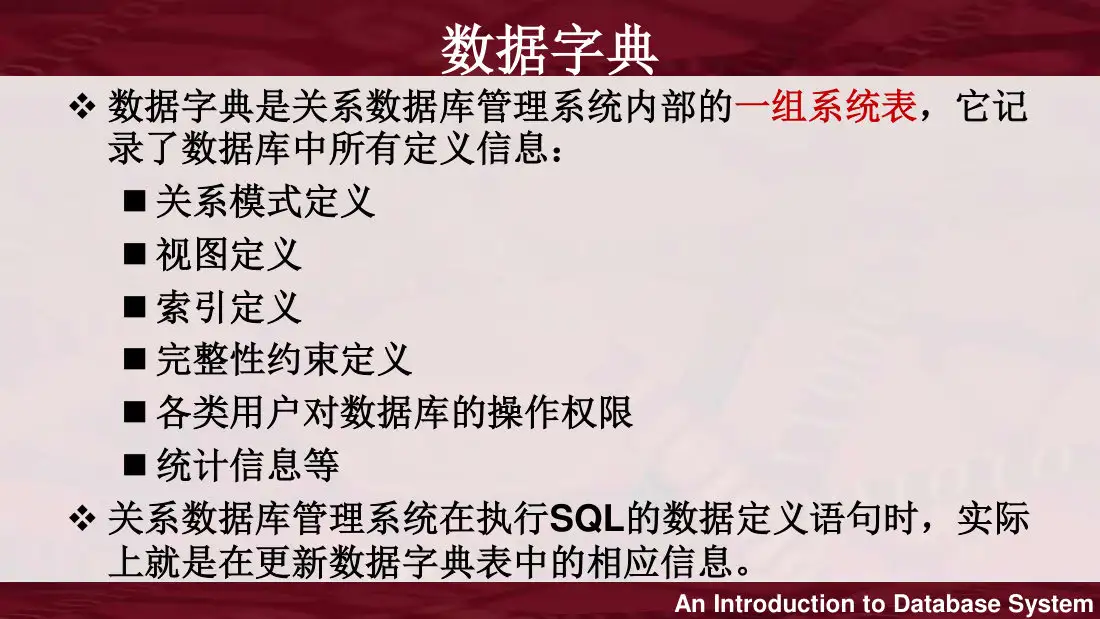 数据字典
❖ 数据字典是关系数据库管理系统内部的一组系统表，它记
录了数据库中所有定义信息：
■ 关系模式定义
■ 视图定义
■ 索引定义
■ 完整性约束定义
■ 各类用户对数据库的操作权限
■ 统计信息等
❖ 关系数据库管理系统在执行SQL的数据定义语句时，实际
上就是在更新数据字典表中的相应信息。
An Introduction to Database System